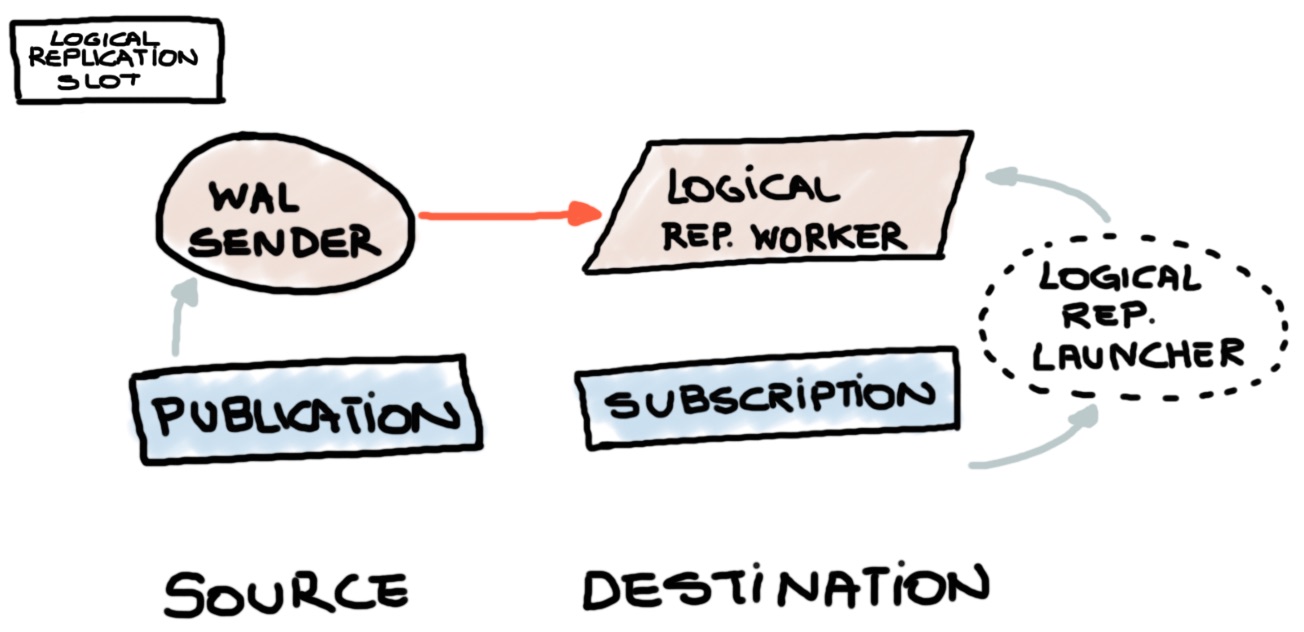 LOGICAL
REPLICATION
SLOT
WAL
SENDER
LOGiCAL
REP. WORKER
LOGICAL
REP.
LAUNCHER
PUBLICATiON
SUBSCRiPTiON
SOURCE
DESTiNATiON